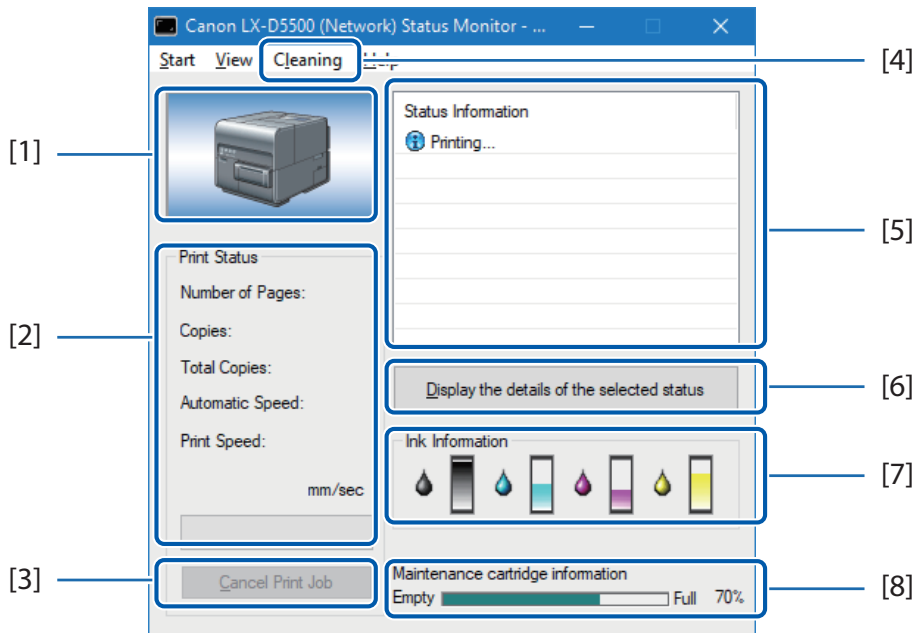 Canon LX-D5500 (Network) Status Monitor - ...
Start View Cleaning Help
[4]
[1]
Status Information
Printing...
[5]
[2]
Print Status
Number of Pages:
Copies:
Total Copies:
Automatic Speed:
Print Speed:
mm/sec
Display the details of the selected status
[6]
Ink Information
[7]
[3]
Cancel Print Job
Maintenance cartridge information
Empty Full 70%
[8]